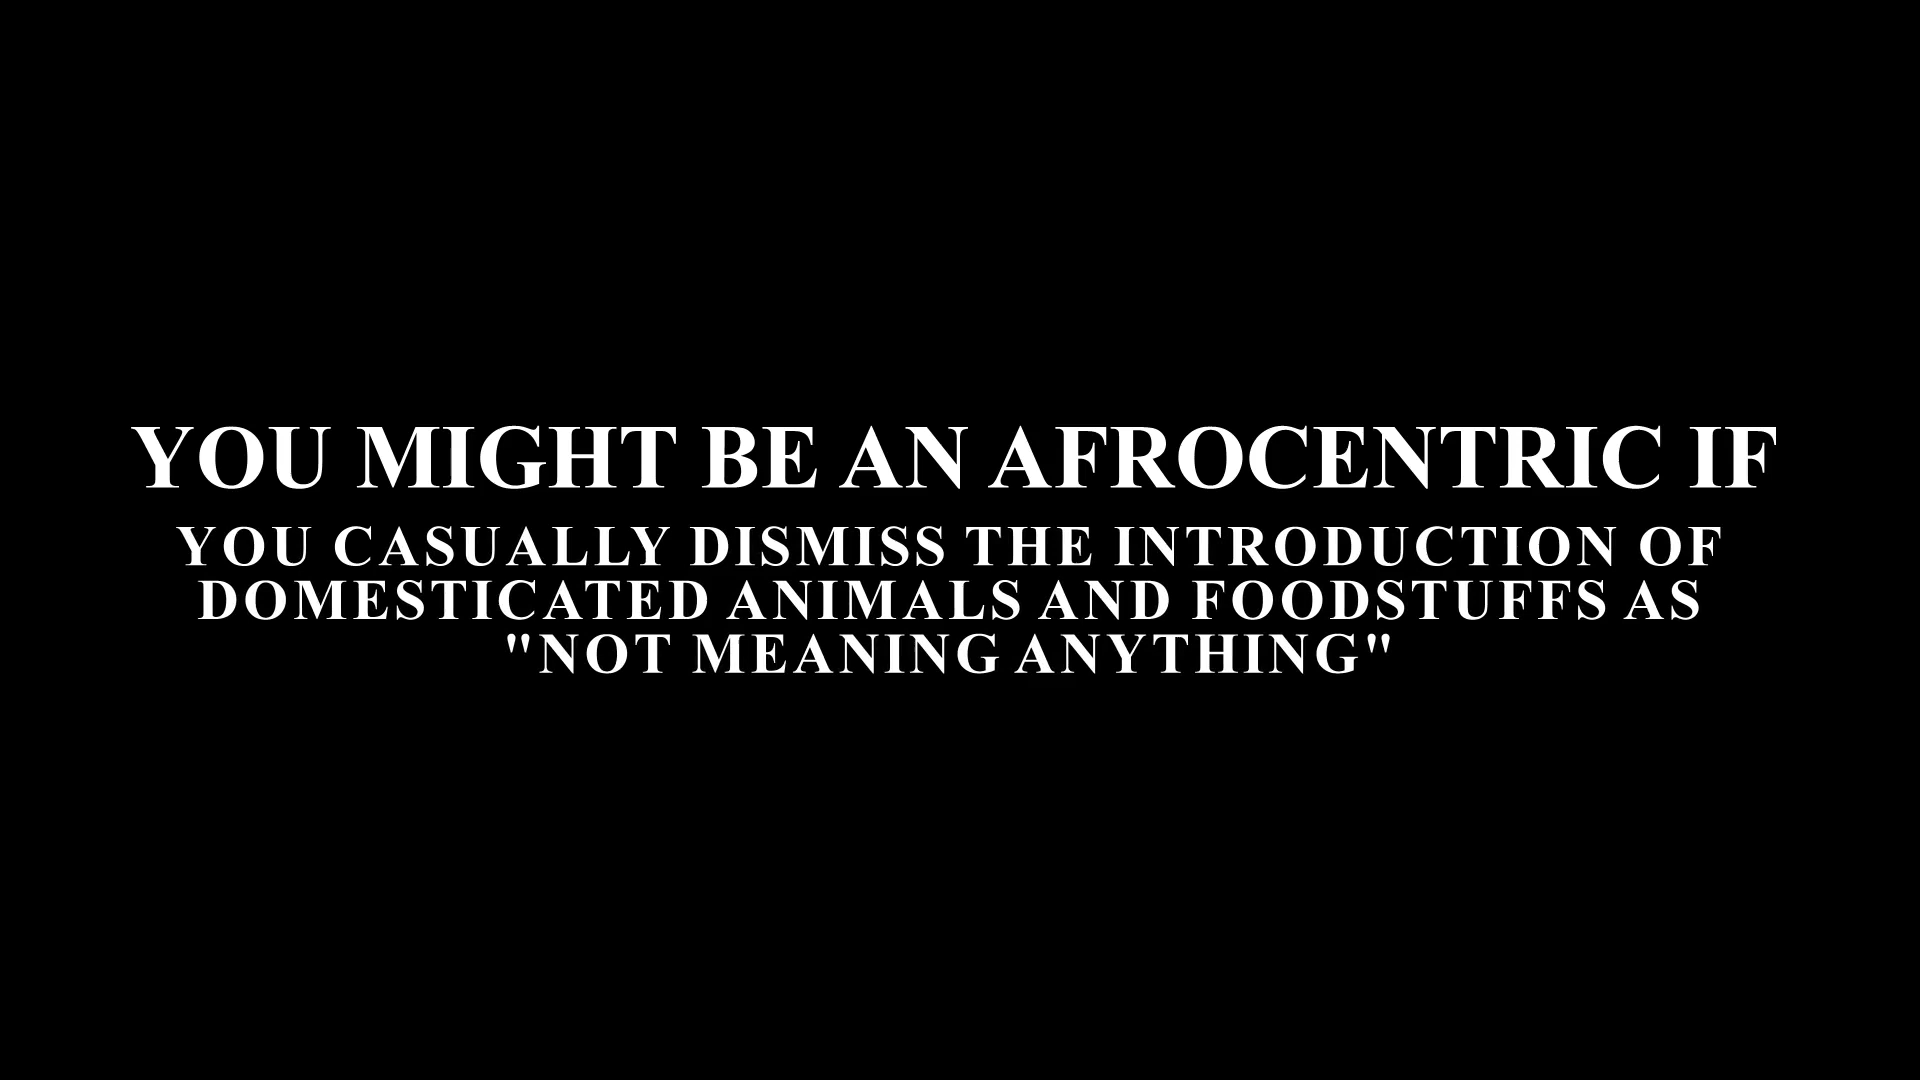 YOU MIGHT BE AN AFROCENTRIC IF
YOU CASUALLY DISMISS THE INTRODUCTION OF
DOMESTICATED ANIMALS AND FOODSTUFFS AS
"NOT MEANING ANYTHING"